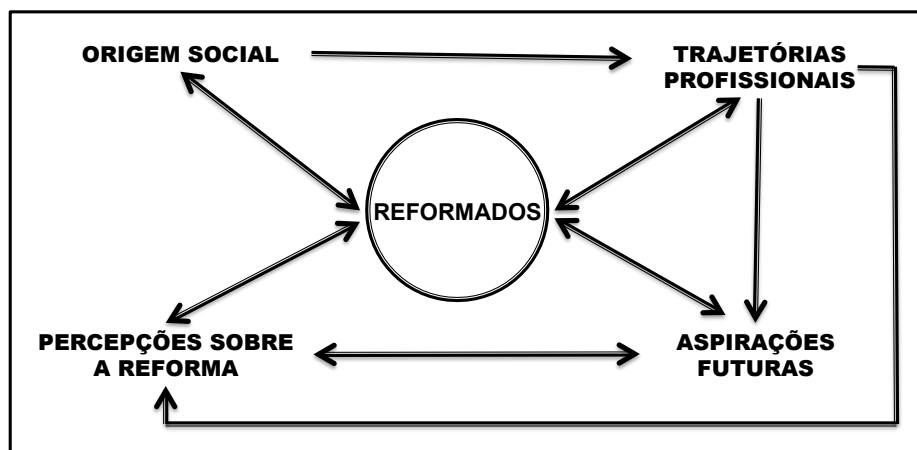 ORIGEM SOCIAL
TRAJETÓRIAS
PROFISSIONAIS
REFORMADOS
PERCEPÇÕES SOBRE
A REFORMA
ASPIRAÇÕES
FUTURAS